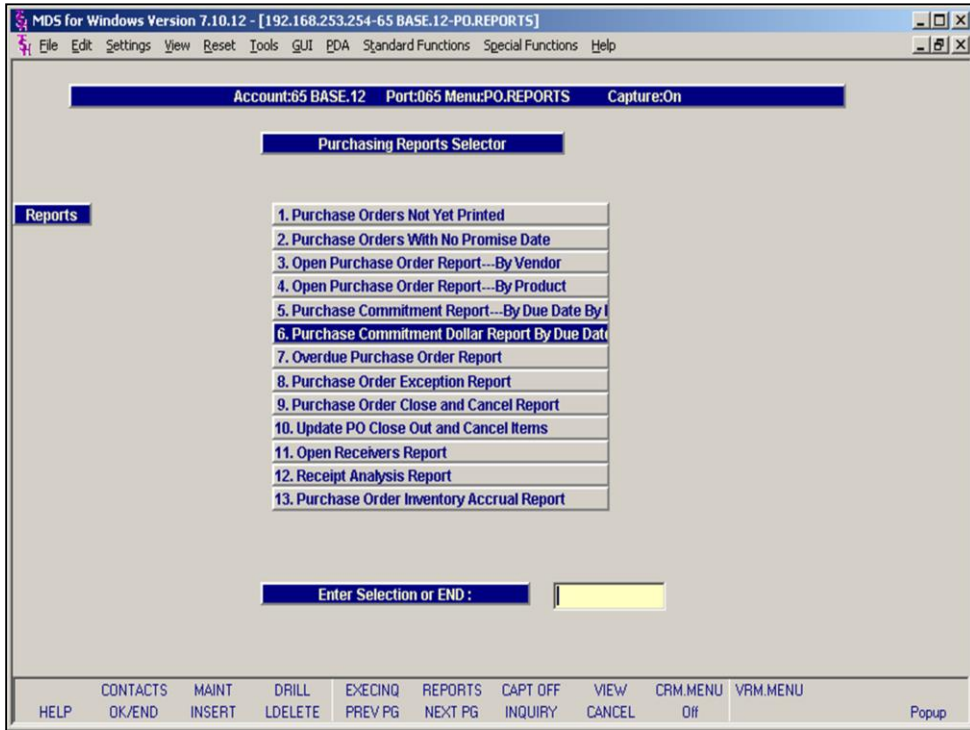 MDS for Windows Version 7.10.12 - [192.168.253.254-65 BASE.12-PO.REPORTS]
File Edit Settings View Reset Tools GUI PDA Standard Functions Special Functions Help
Account:65 BASE.12 Port:065 Menu:PO.REPORTS Capture:On
Purchasing Reports Selector
Reports
1. Purchase Orders Not Yet Printed
2. Purchase Orders With No Promise Date
3. Open Purchase Order Report---By Vendor
4. Open Purchase Order Report---By Product
5. Purchase Commitment Report---By Due Date By
6. Purchase Commitment Dollar Report By Due Date
7. Overdue Purchase Order Report
8. Purchase Order Exception Report
9. Purchase Order Close and Cancel Report
10. Update PO Close Out and Cancel Items
11. Open Receivers Report
12. Receipt Analysis Report
13. Purchase Order Inventory Accrual Report
Enter Selection or END :
CONTACTS MAINT DRILL EXECINQ REPORTS CAPT OFF VIEW CRM.MENU VRM.MENU
HELP OK/END INSERT LDELETE PREV PG NEXT PG INQUIRY CANCEL Off Popup